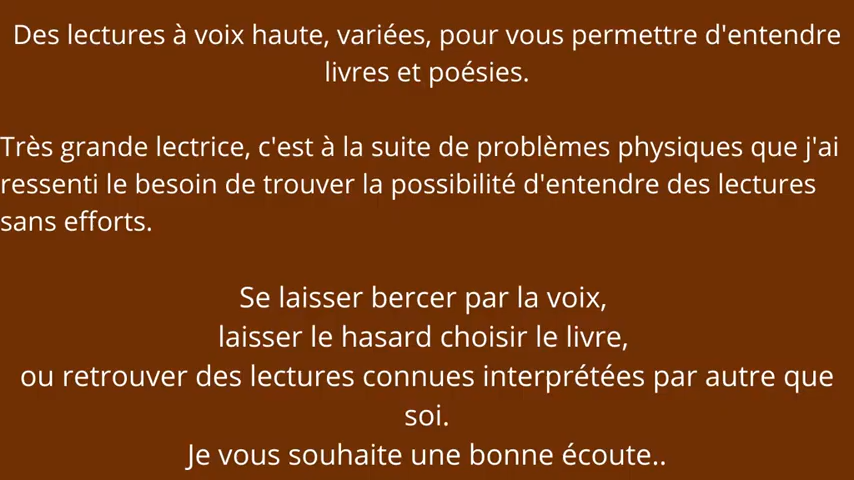 Des lectures à voix haute, variées, pour vous permettre d'entendre
livres et poésies.
Très grande lectrice, c'est à la suite de problèmes physiques que j'ai
ressenti le besoin de trouver la possibilité d'entendre des lectures
sans efforts.
Se laisser bercer par la voix,
laisser le hasard choisir le livre,
ou retrouver des lectures connues interprétées par autre que
soi.
Je vous souhaite une bonne écoute..